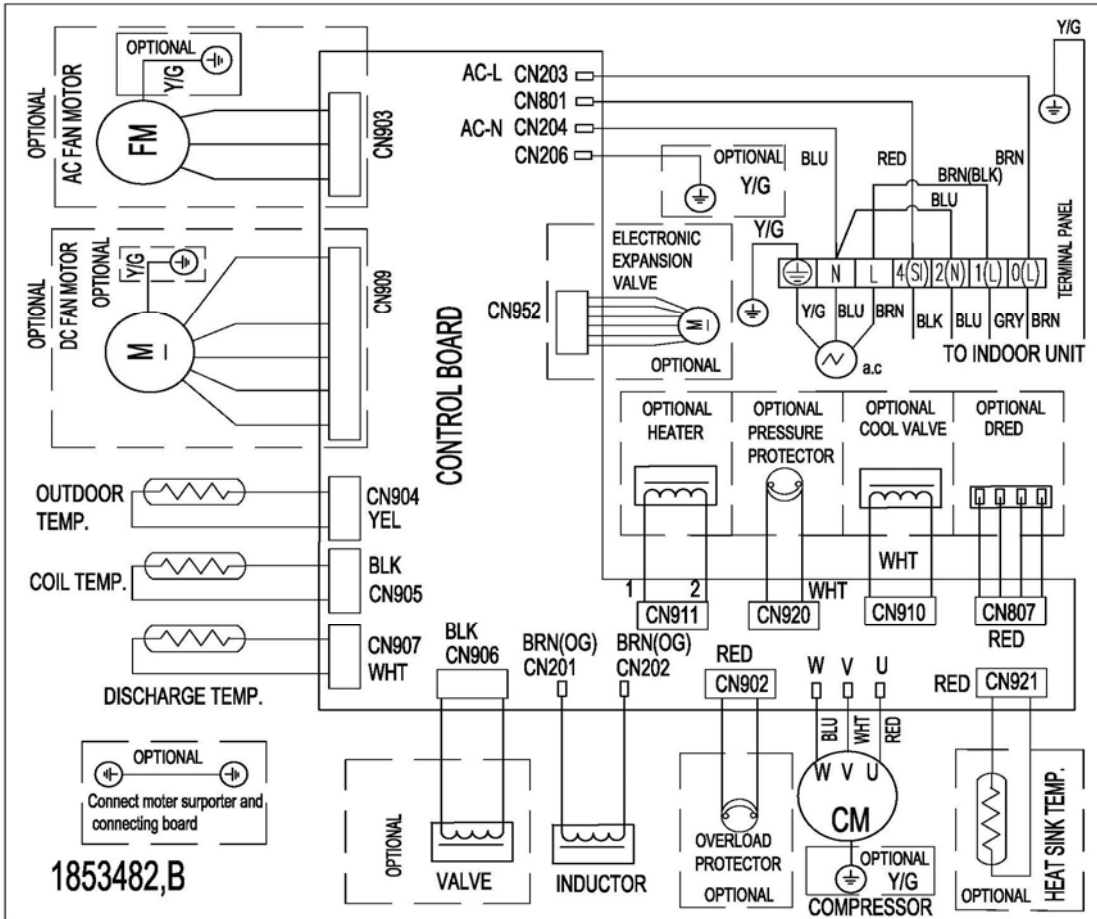 OPTIONAL
AC FAN MOTOR
OPTIONAL
Y/G
FM
CN903
AC-L CN203
CN801
AC-N CN204
CN206
OPTIONAL
Y/G
BLU
RED
BRN
BRN(BLK)
BLU
Y/G
Y/G
N L 4(SI) 2(N) 1(L) 0(L)
TERMINAL PANEL
Y/G BLU BRN BLK BLU GRY BRN
a.c
TO INDOOR UNIT
OPTIONAL
DC FAN MOTOR
OPTIONAL
Y/G
M
CN909
CONTROL BOARD
ELECTRONIC
EXPANSION
VALVE
CN952
M
OPTIONAL
OPTIONAL
HEATER
OPTIONAL
PRESSURE
PROTECTOR
OPTIONAL
COOL VALVE
OPTIONAL
DRED
1 2
CN911
WHT
CN920
WHT
CN910
CN807
RED
OUTDOOR
TEMP.
CN904
YEL
COIL TEMP.
BLK
CN905
CN907
WHT
DISCHARGE TEMP.
BLK
CN906
BRN(OG)
CN201
BRN(OG)
CN202
RED
CN902
W V U
BLU WHT RED
W V U
CM
RED CN921
OPTIONAL
Connect moter surporter and
connecting board
1853482,B
OPTIONAL
VALVE
INDUCTOR
OVERLOAD
PROTECTOR
OPTIONAL
OPTIONAL
Y/G
COMPRESSOR
HEAT SINK TEMP.
OPTIONAL